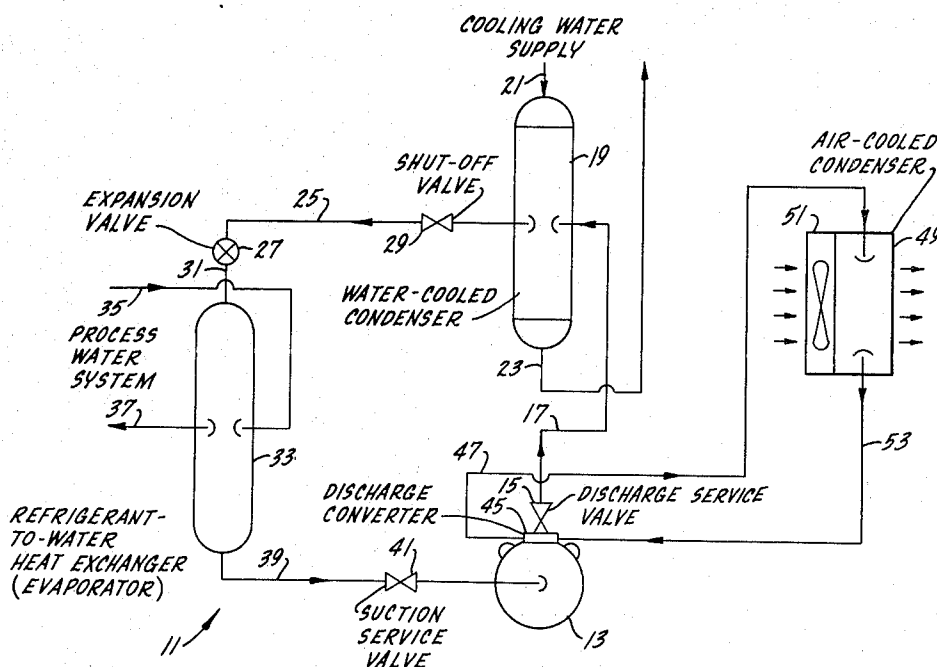 COOLING WATER
SUPPLY
21
AIR-COOLED
CONDENSER
19
SHUT-OFF
VALVE
EXPANSION
VALVE
25
51
49
29
27
31
35
WATER-COOLED
CONDENSER
PROCESS
WATER
SYSTEM
23
37
17
53
33
47
15
DISCHARGE SERVICE
VALVE
DISCHARGE
CONVERTER
45
REFRIGERANT-
TO-WATER
HEAT EXCHANGER
(EVAPORATOR)
39
41
SUCTION
SERVICE
VALVE
13
11